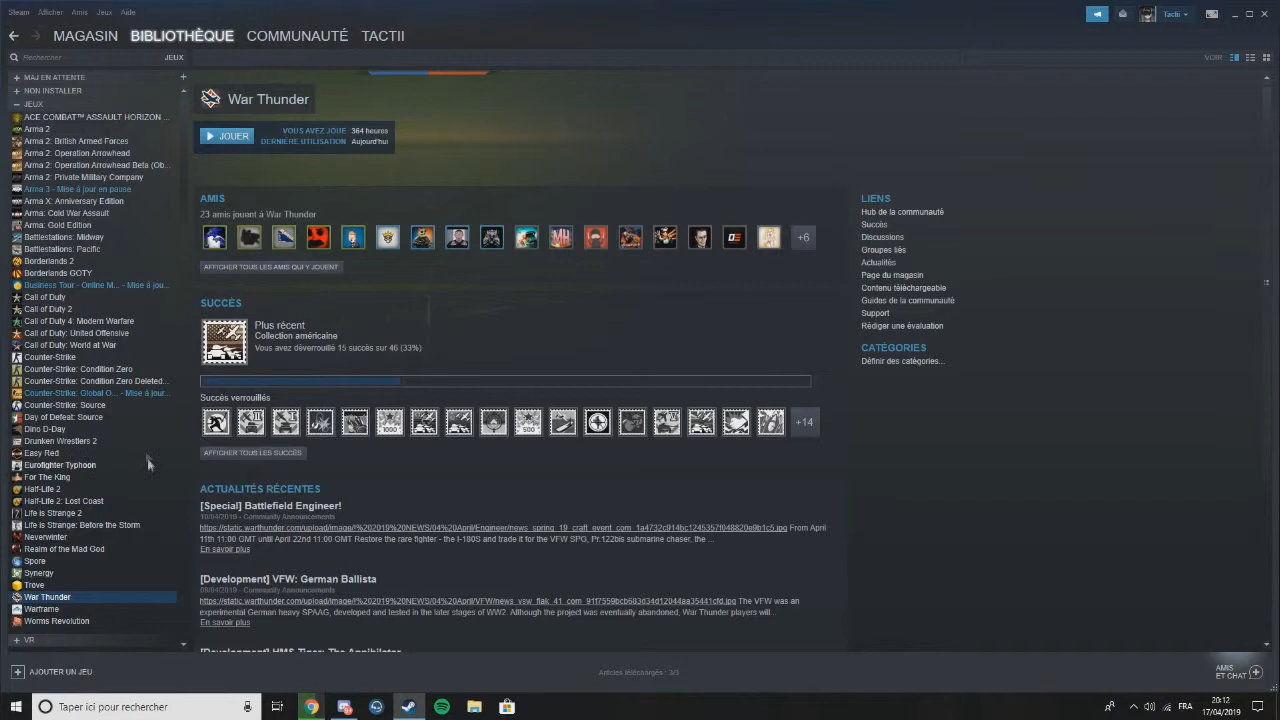 Steam Afficher Amis Jeux Aide
Tactii
MAGASIN BIBLIOTHÈQUE COMMUNAUTÉ TACTII
Rechercher JEUX
VOIR
MAJ EN ATTENTE
NON INSTALLER
JEUX
ACE COMBAT™ ASSAULT HORIZON ...
Arma 2
Arma 2: British Armed Forces
Arma 2: Operation Arrowhead
Arma 2: Operation Arrowhead Beta (Ob...
Arma 2: Private Military Company
Arma 3 - Mise à jour en pause
Arma X: Anniversary Edition
Arma: Cold War Assault
Arma: Gold Edition
Battlestations: Midway
Battlestations: Pacific
Borderlands 2
Borderlands GOTY
Business Tour - Online M... - Mise à jou...
Call of Duty
Call of Duty 2
Call of Duty 4: Modern Warfare
Call of Duty: United Offensive
Call of Duty: World at War
Counter-Strike
Counter-Strike: Condition Zero
Counter-Strike: Condition Zero Deleted...
Counter-Strike: Global O... - Mise à jour...
Counter-Strike: Source
Day of Defeat: Source
Dino D-Day
Drunken Wrestlers 2
Easy Red
Eurofighter Typhoon
For The King
Half-Life 2
Half-Life 2: Lost Coast
Life is Strange 2
Life is Strange: Before the Storm
Neverwinter
Realm of the Mad God
Spore
Synergy
Trove
War Thunder
Warframe
Worms Revolution
VR
War Thunder
JOUER
VOUS AVEZ JOUÉ 364 heures
DERNIÈRE UTILISATION Aujourd'hui
AMIS
23 amis jouent à War Thunder
+6
AFFICHER TOUS LES AMIS QUI Y JOUENT
SUCCÈS
Plus récent
Collection américaine
Vous avez déverrouillé 15 succès sur 46 (33%)
Succès verrouillés
+14
AFFICHER TOUS LES SUCCÈS
ACTUALITÉS RÉCENTES
[Special] Battlefield Engineer!
10/04/2019 - Community Announcements
From April
11th 11:00 GMT until April 22nd 11:00 GMT Restore the rare fighter - the I-180S and trade it for the VFW SPG, Pr.122bis submarine chaser, the ...
En savoir plus
[Development] VFW: German Ballista
09/04/2019 - Community Announcements
The VFW was an
experimental German heavy SPAAG, developed and tested in the later stages of WW2. Although the project was eventually abandoned, War Thunder players will...
En savoir plus
[Development] HMS Tiger: The Annihilator
LIENS
Hub de la communauté
Succès
Discussions
Groupes liés
Actualités
Page du magasin
Contenu téléchargeable
Guides de la communauté
Support
Rédiger une évaluation
CATÉGORIES
Définir des catégories...
AJOUTER UN JEU
Articles téléchargés : 3/3
AMIS
ET CHAT
Taper ici pour rechercher
FRA
20:12
17/04/2019